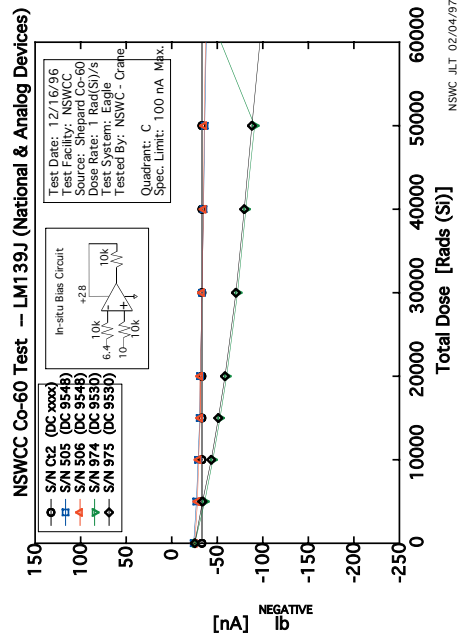 NSWCC Co-60 Test -- LM139J (National & Analog Devices)
S/N Ct2 (DC xxxx)
S/N 505 (DC 9548)
S/N 506 (DC 9548)
S/N 974 (DC 9530)
S/N 975 (DC 9530)
In-situ Bias Circuit
+28
6.4
10k
10k
10
10k
10k
Test Date: 12/16/96
Test Facility: NSWCC
Source: Shepard Co-60
Dose Rate: 1 Rad(Si)/s
Test System: Eagle
Tested By: NSWC - Crane
Quadrant: C
Spec. Limit: 100 nA Max.
150
100
50
0
-50
-100
-150
-200
-250
[nA] Ib NEGATIVE
0
10000
20000
30000
40000
50000
60000
Total Dose [Rads (Si)]
NSWC JLT 02/04/97